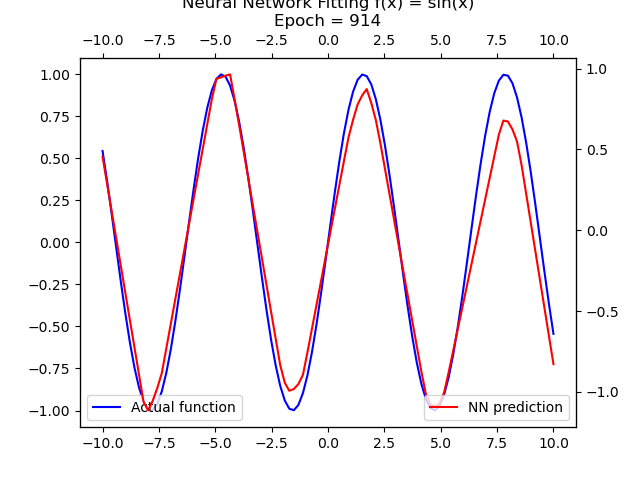 Neural Network Fitting f(x) = sin(x)
Epoch = 914
−10.0 −7.5 −5.0 −2.5 0.0 2.5 5.0 7.5 10.0
1.00 1.0
0.75
0.50 0.5
0.25
0.00 0.0
−0.25
−0.50 −0.5
−0.75
−1.00 −1.0
Actual function NN prediction
−10.0 −7.5 −5.0 −2.5 0.0 2.5 5.0 7.5 10.0